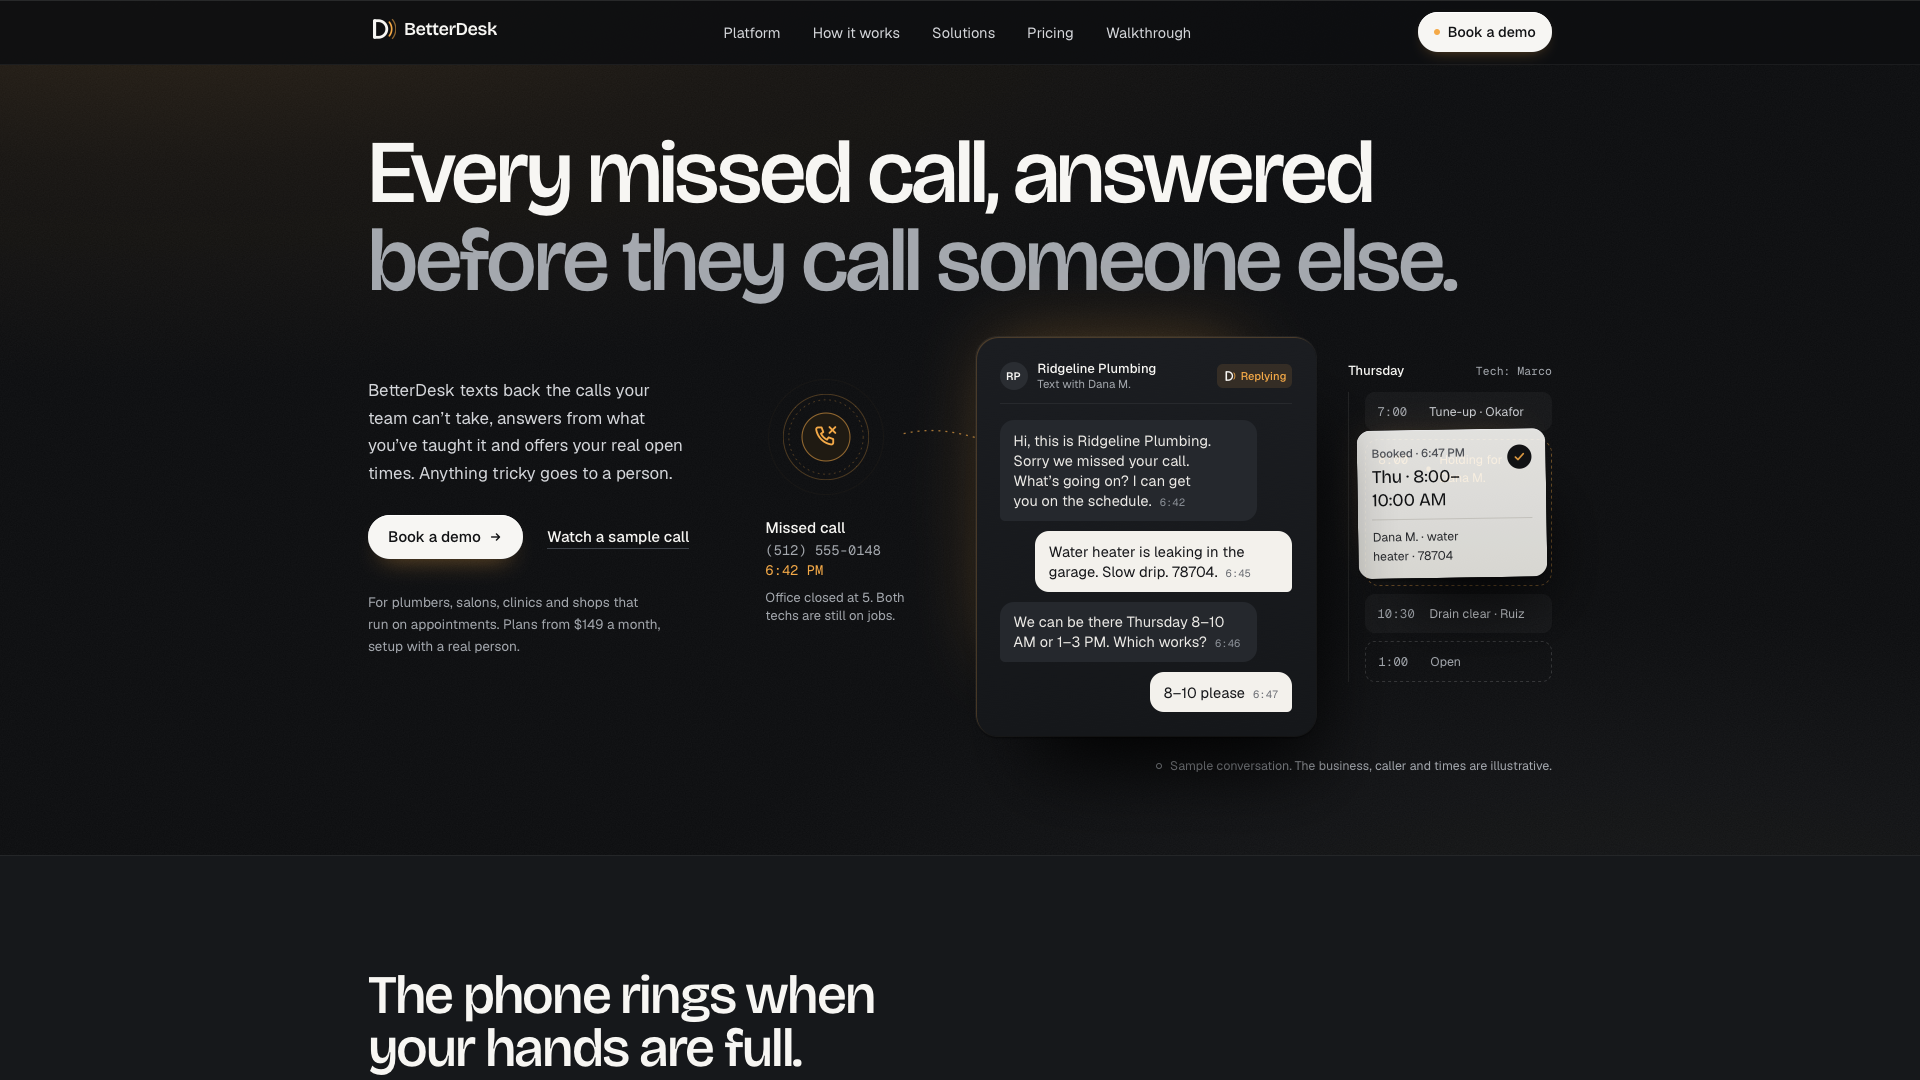 BetterDesk
Platform
How it works
Solutions
Pricing
Walkthrough
Book a demo
Every missed call, answered
before they call someone else.
BetterDesk texts back the calls your
team can’t take, answers from what
you’ve taught it and offers your real open
times. Anything tricky goes to a person.
Book a demo →
Watch a sample call
For plumbers, salons, clinics and shops that
run on appointments. Plans from $149 a month,
setup with a real person.
Missed call
(512) 555-0148
6:42 PM
Office closed at 5. Both
techs are still on jobs.
RP
Ridgeline Plumbing
Text with Dana M.
Replying
Hi, this is Ridgeline Plumbing.
Sorry we missed your call.
What’s going on? I can get
you on the schedule. 6:42
Water heater is leaking in the
garage. Slow drip. 78704. 6:45
We can be there Thursday 8–10
AM or 1–3 PM. Which works? 6:46
8–10 please 6:47
Thursday
Tech: Marco
7:00 Tune-up · Okafor
Booked · 6:47 PM
Thu · 8:00–
10:00 AM
Dana M. · water
heater · 78704
10:30 Drain clear · Ruiz
1:00 Open
Sample conversation. The business, caller and times are illustrative.
The phone rings when
your hands are full.